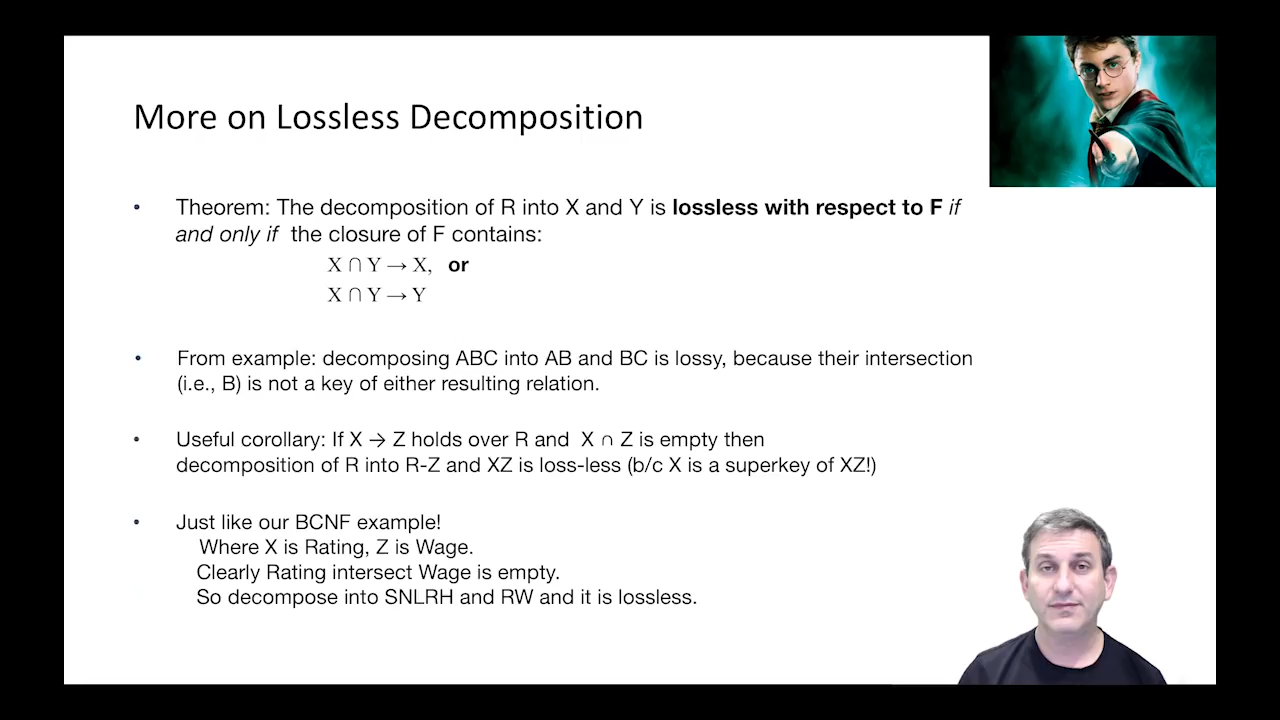 More on Lossless Decomposition
• Theorem: The decomposition of R into X and Y is lossless with respect to F if
and only if the closure of F contains:
X ∩ Y → X, or
X ∩ Y → Y
• From example: decomposing ABC into AB and BC is lossy, because their intersection
(i.e., B) is not a key of either resulting relation.
• Useful corollary: If X → Z holds over R and X ∩ Z is empty then
decomposition of R into R-Z and XZ is loss-less (b/c X is a superkey of XZ!)
• Just like our BCNF example!
Where X is Rating, Z is Wage.
Clearly Rating intersect Wage is empty.
So decompose into SNLRH and RW and it is lossless.